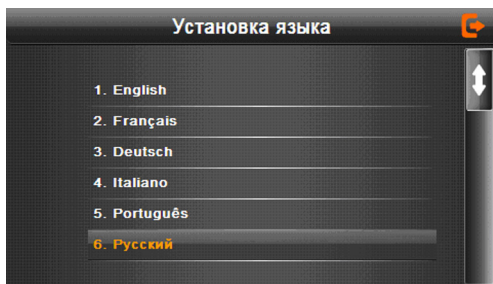 Установка языка
1. English
2. Français
3. Deutsch
4. Italiano
5. Português
6. Русский